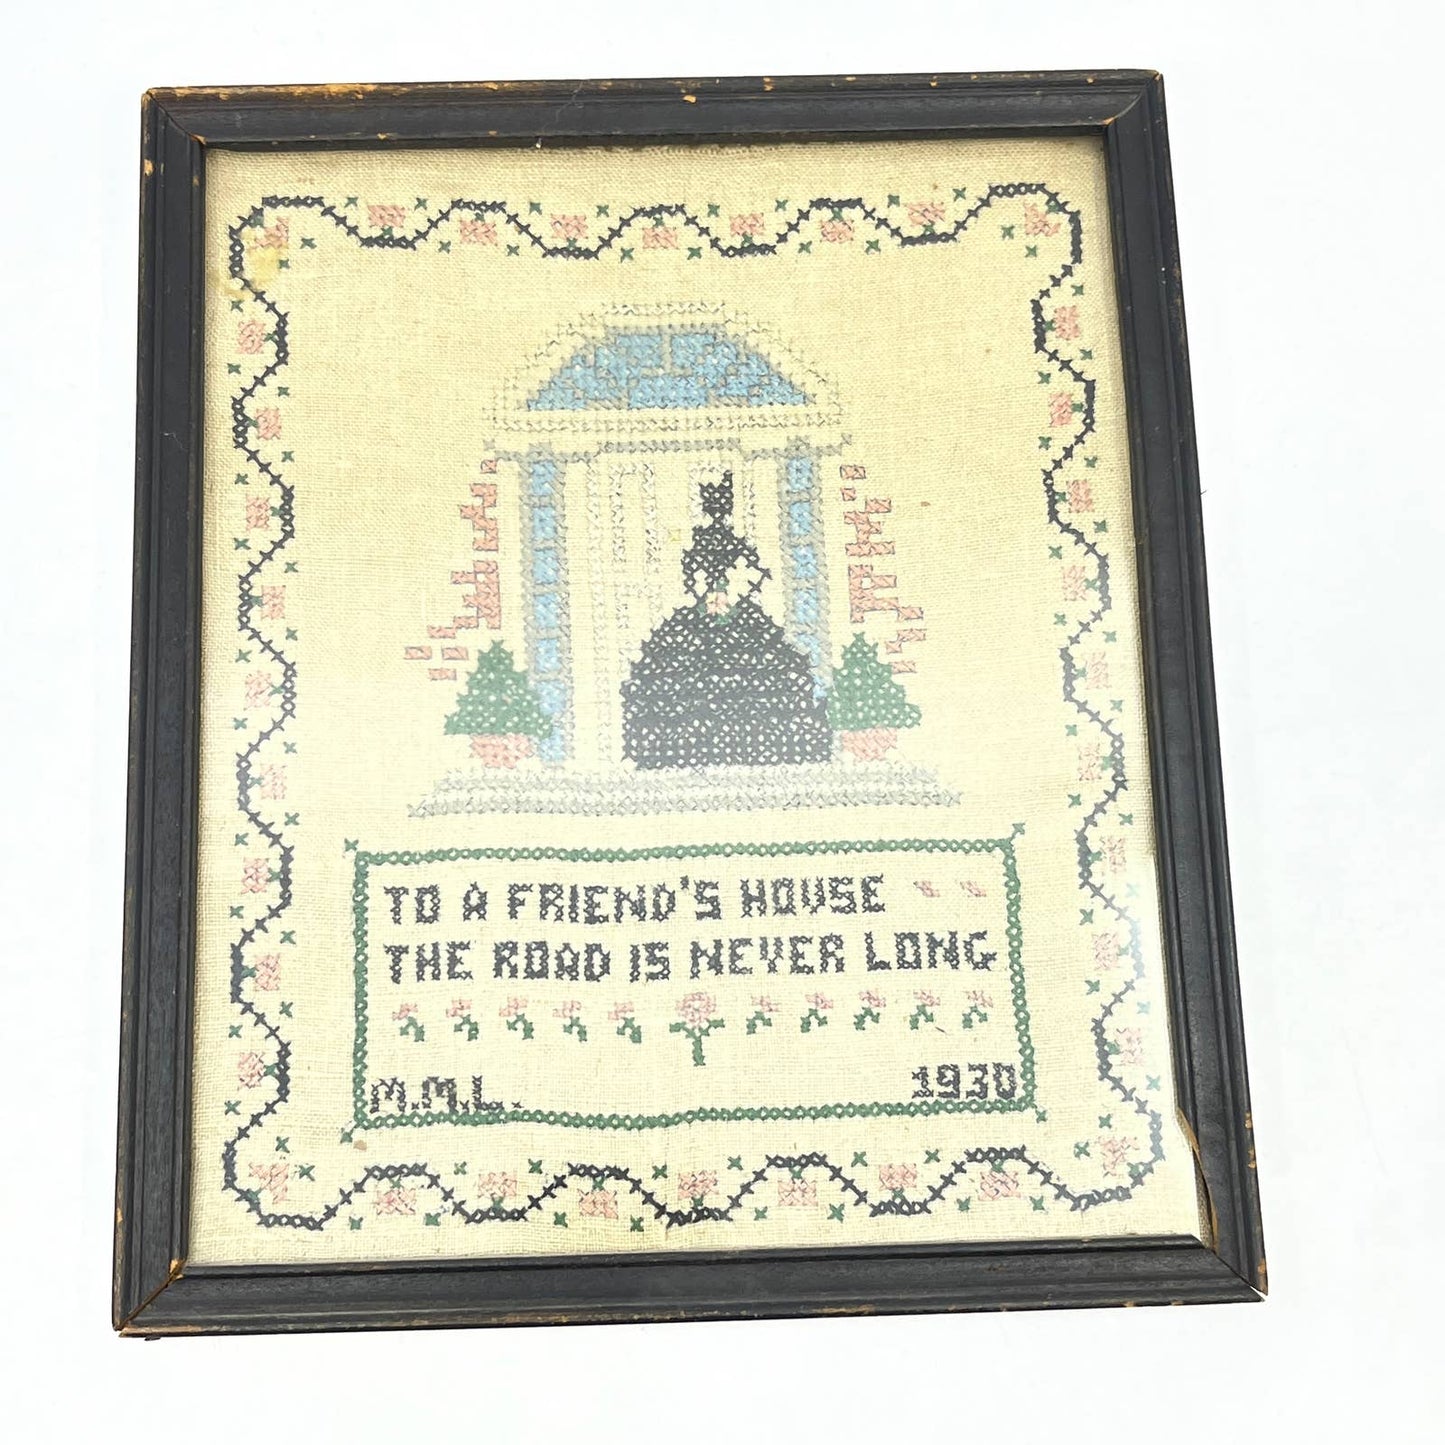 TO A FRIEND'S HOUSE
THE ROAD IS NEVER LONG
R.M.L. 1930